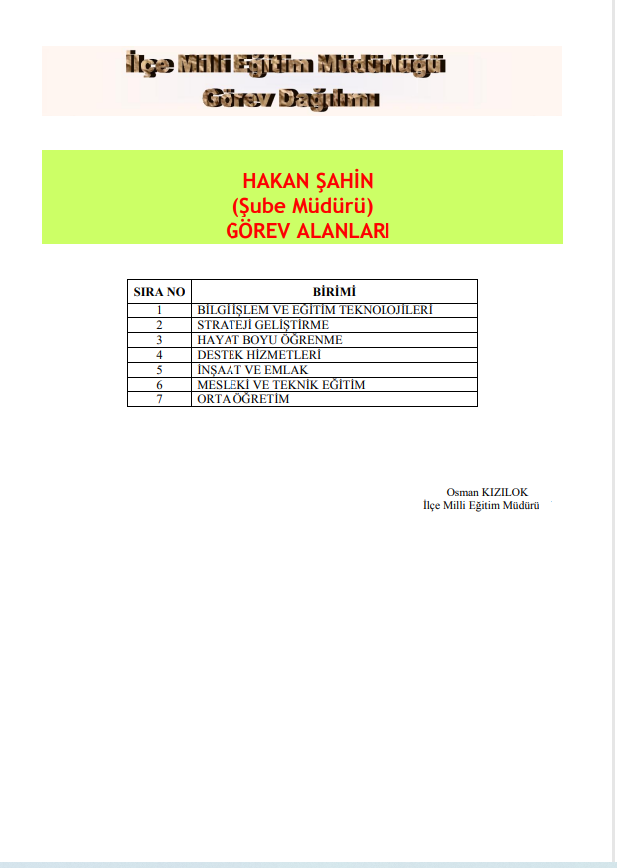 İlçe Milli Eğitim Müdürlüğü
Görev Dağılımı
HAKAN ŞAHİN
(Şube Müdürü)
GÖREV ALANLARI
SIRA NO BİRİMİ
1 BİLGİİŞLEM VE EĞİTİM TEKNOLOJİLERİ
2 STRATEJİ GELİŞTİRME
3 HAYAT BOYU ÖĞRENME
4 DESTEK HİZMETLERİ
5 İNŞAAT VE EMLAK
6 MESLEKİ VE TEKNİK EĞİTİM
7 ORTAÖĞRETİM
Osman KIZILOK
İlçe Milli Eğitim Müdürü